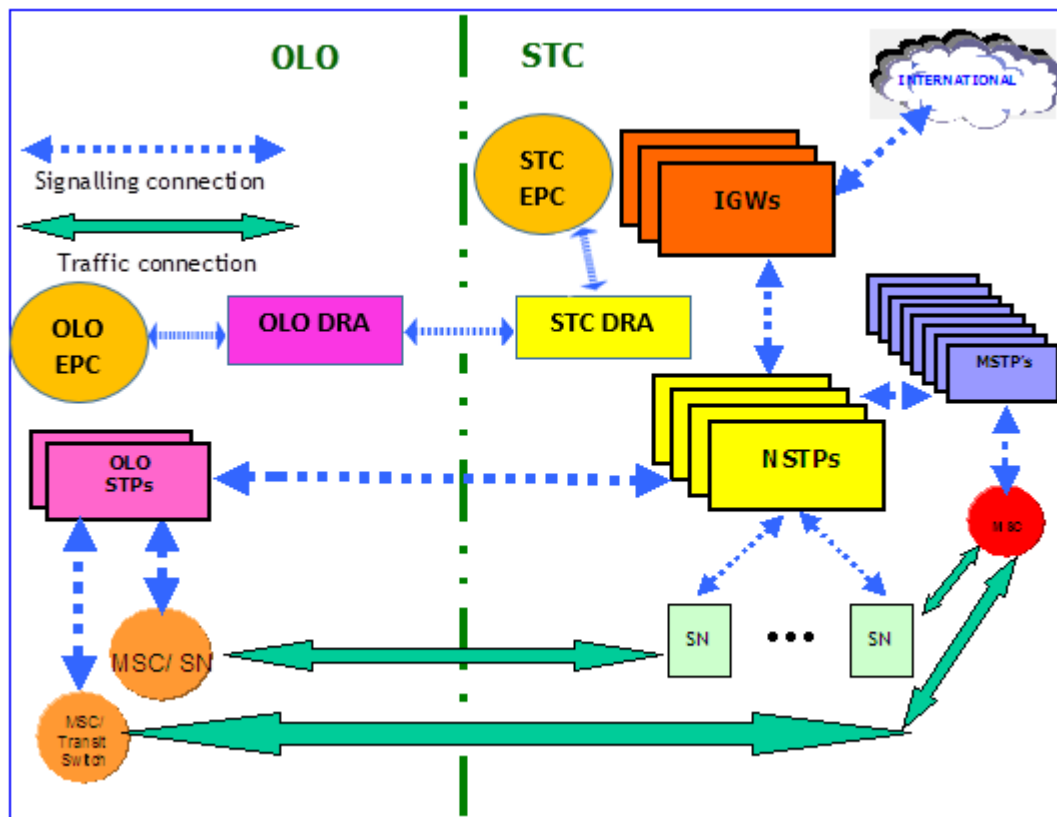 OLO
STC
INTERNATIONAL
Signalling connection
STC
EPC
IGWs
Traffic connection
OLO
EPC
OLO DRA
STC DRA
MSTP's
OLO
STPs
NSTPs
MSC
SN
•••
SN
MSC/ SN
MSC/
Transit
Switch